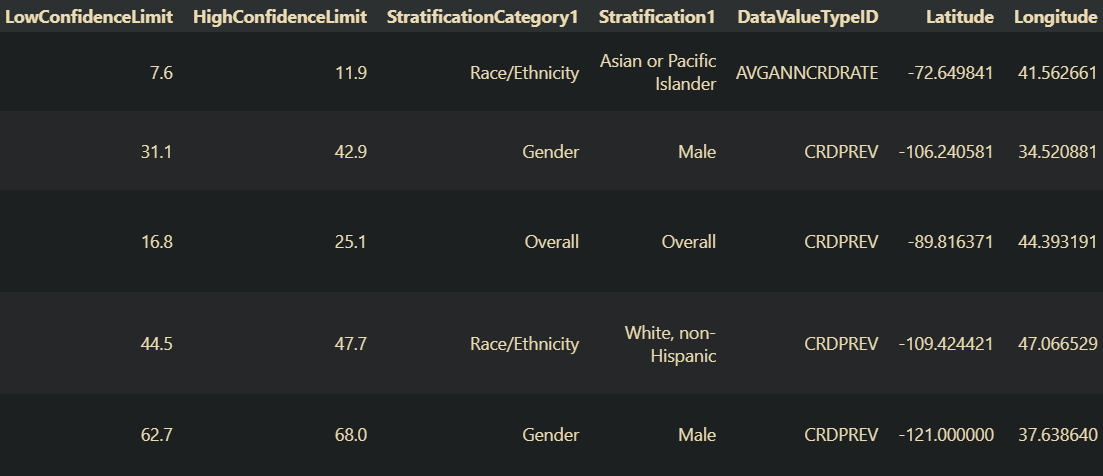 LowConfidenceLimit HighConfidenceLimit StratificationCategory1 Stratification1 DataValueTypeID Latitude Longitude
7.6 11.9 Race/Ethnicity Asian or Pacific Islander AVGANNCRDRATE -72.649841 41.562661
31.1 42.9 Gender Male CRDPREV -106.240581 34.520881
16.8 25.1 Overall Overall CRDPREV -89.816371 44.393191
44.5 47.7 Race/Ethnicity White, non-Hispanic CRDPREV -109.424421 47.066529
62.7 68.0 Gender Male CRDPREV -121.000000 37.638640